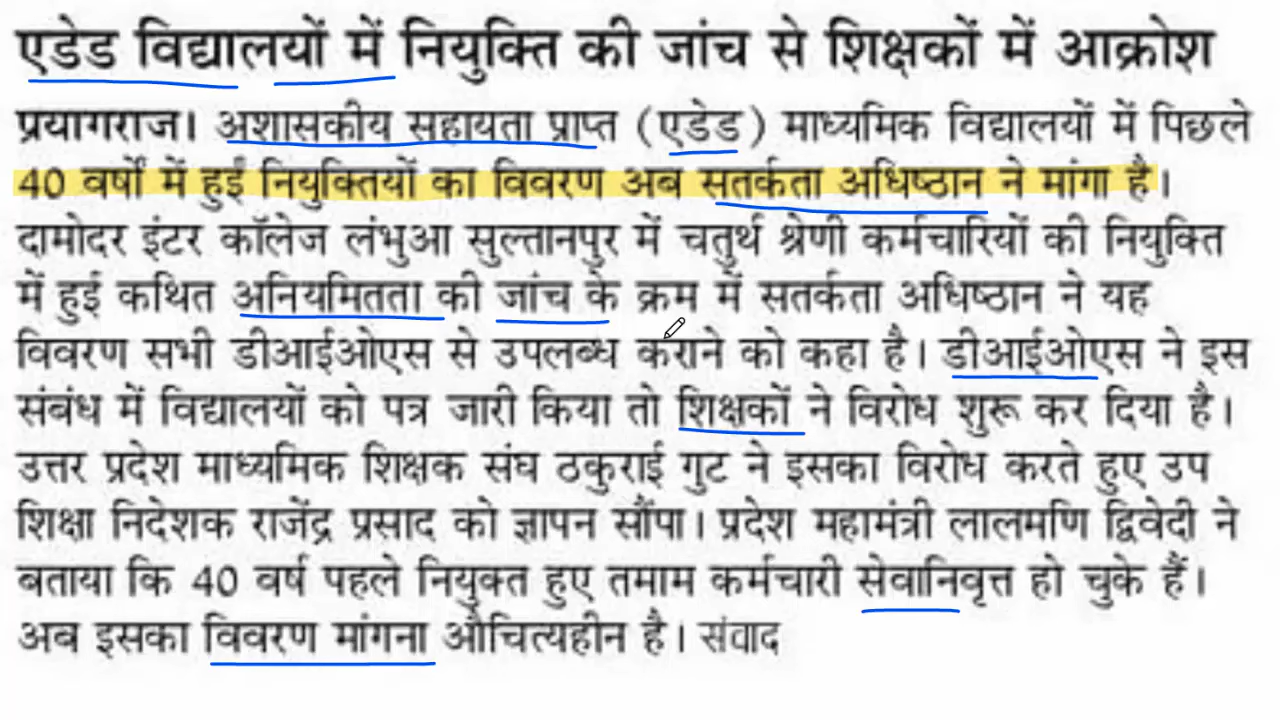 एडेड विद्यालयों में नियुक्ति की जांच से शिक्षकों में आक्रोश
प्रयागराज। अशासकीय सहायता प्राप्त (एडेड) माध्यमिक विद्यालयों में पिछले
40 वर्षों में हुईं नियुक्तियों का विवरण अब सतर्कता अधिष्ठान ने मांगा है।
दामोदर इंटर कॉलेज लंभुआ सुल्तानपुर में चतुर्थ श्रेणी कर्मचारियों की नियुक्ति
में हुई कथित अनियमितता की जांच के क्रम में सतर्कता अधिष्ठान ने यह
विवरण सभी डीआईओएस से उपलब्ध कराने को कहा है। डीआईओएस ने इस
संबंध में विद्यालयों को पत्र जारी किया तो शिक्षकों ने विरोध शुरू कर दिया है।
उत्तर प्रदेश माध्यमिक शिक्षक संघ ठकुराई गुट ने इसका विरोध करते हुए उप
शिक्षा निदेशक राजेंद्र प्रसाद को ज्ञापन सौंपा। प्रदेश महामंत्री लालमणि द्विवेदी ने
बताया कि 40 वर्ष पहले नियुक्त हुए तमाम कर्मचारी सेवानिवृत्त हो चुके हैं।
अब इसका विवरण मांगना औचित्यहीन है। संवाद